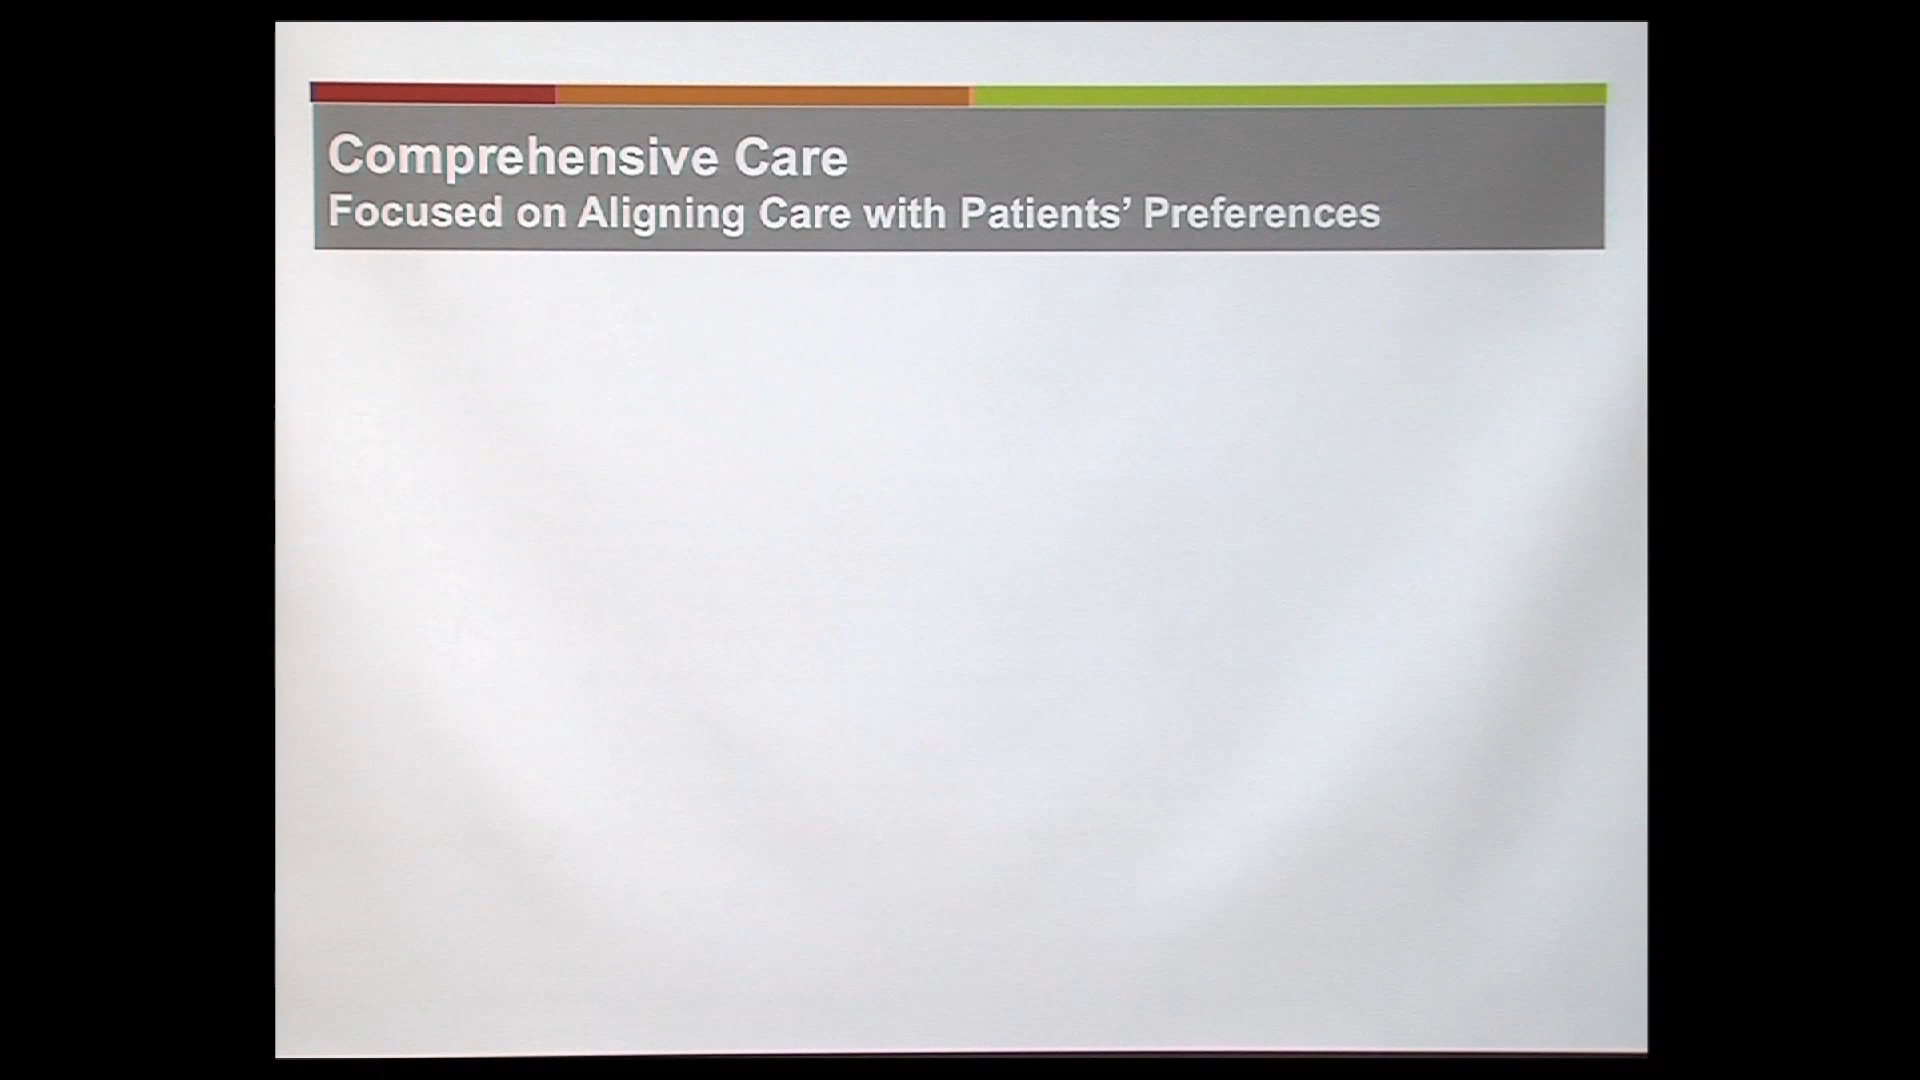 Comprehensive Care
Focused on Aligning Care with Patients’ Preferences